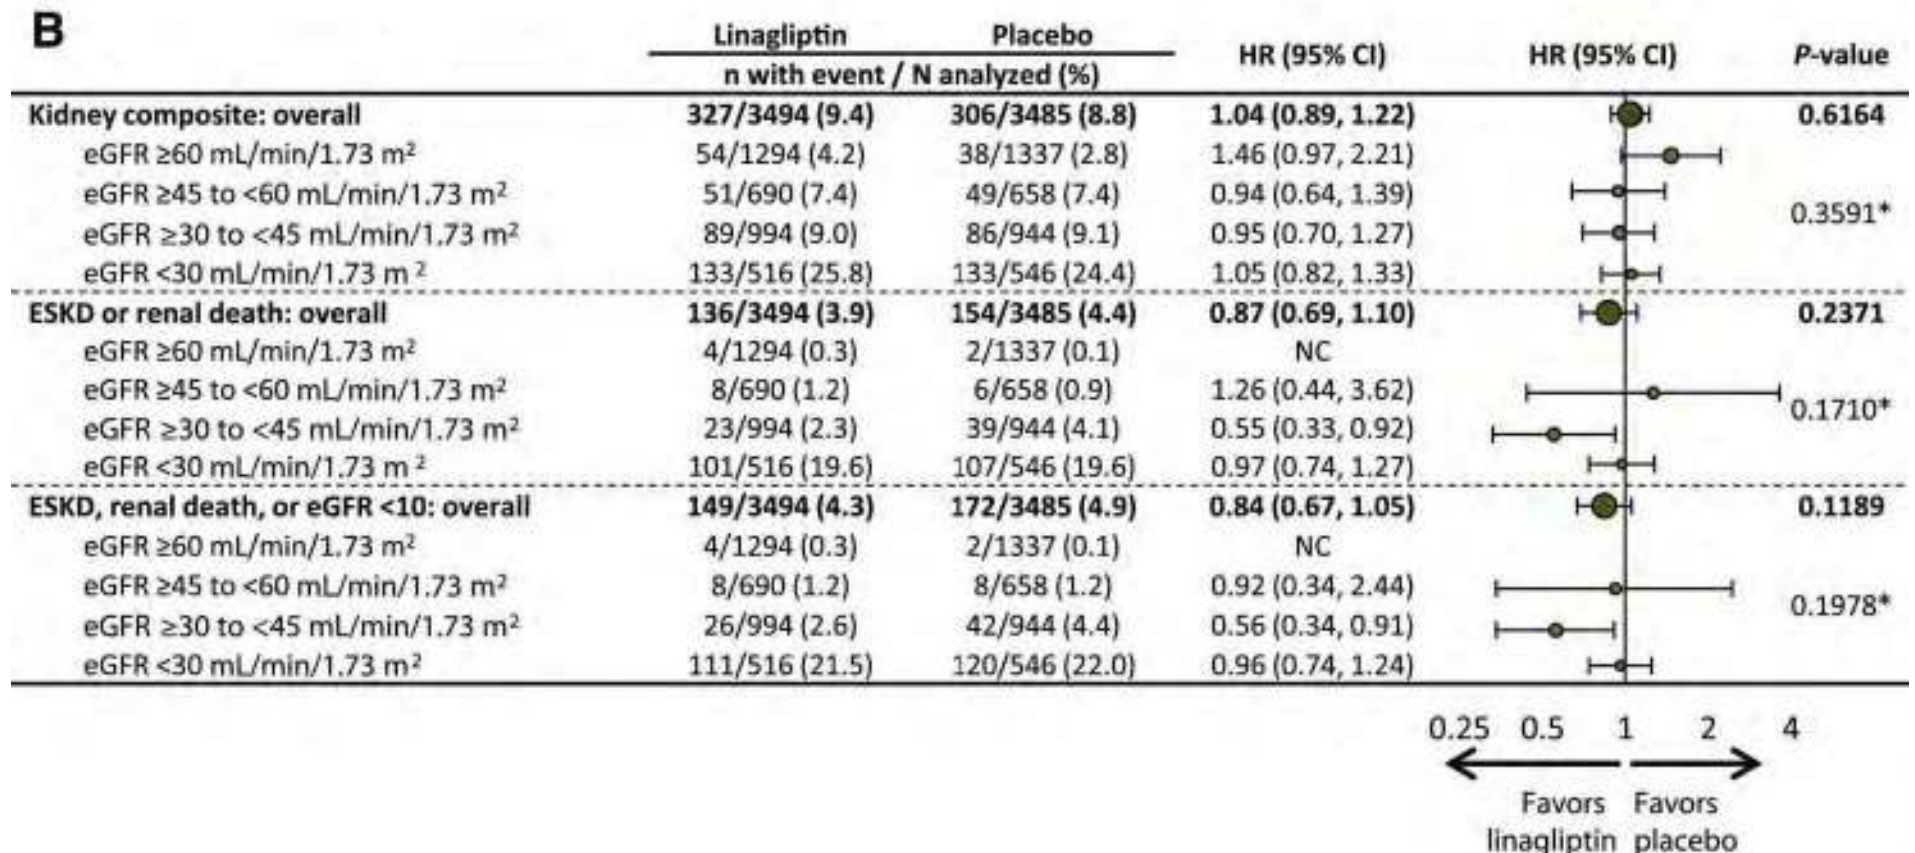 B
Linagliptin Placebo HR (95% CI) HR (95% CI) P-value
n with event / N analyzed (%)
Kidney composite: overall 327/3494 (9.4) 306/3485 (8.8) 1.04 (0.89, 1.22) 0.6164
eGFR ≥60 mL/min/1.73 m² 54/1294 (4.2) 38/1337 (2.8) 1.46 (0.97, 2.21)
eGFR ≥45 to <60 mL/min/1.73 m² 51/690 (7.4) 49/658 (7.4) 0.94 (0.64, 1.39)
0.3591*
eGFR ≥30 to <45 mL/min/1.73 m² 89/994 (9.0) 86/944 (9.1) 0.95 (0.70, 1.27)
eGFR <30 mL/min/1.73 m ² 133/516 (25.8) 133/546 (24.4) 1.05 (0.82, 1.33)
ESKD or renal death: overall 136/3494 (3.9) 154/3485 (4.4) 0.87 (0.69, 1.10) 0.2371
eGFR ≥60 mL/min/1.73 m² 4/1294 (0.3) 2/1337 (0.1) NC
eGFR ≥45 to <60 mL/min/1.73 m² 8/690 (1.2) 6/658 (0.9) 1.26 (0.44, 3.62)
0.1710*
eGFR ≥30 to <45 mL/min/1.73 m² 23/994 (2.3) 39/944 (4.1) 0.55 (0.33, 0.92)
eGFR <30 mL/min/1.73 m ² 101/516 (19.6) 107/546 (19.6) 0.97 (0.74, 1.27)
ESKD, renal death, or eGFR <10: overall 149/3494 (4.3) 172/3485 (4.9) 0.84 (0.67, 1.05) 0.1189
eGFR ≥60 mL/min/1.73 m² 4/1294 (0.3) 2/1337 (0.1) NC
eGFR ≥45 to <60 mL/min/1.73 m² 8/690 (1.2) 8/658 (1.2) 0.92 (0.34, 2.44)
0.1978*
eGFR ≥30 to <45 mL/min/1.73 m² 26/994 (2.6) 42/944 (4.4) 0.56 (0.34, 0.91)
eGFR <30 mL/min/1.73 m² 111/516 (21.5) 120/546 (22.0) 0.96 (0.74, 1.24)
0.25 0.5 1 2 4
Favors Favors
linagliptin placebo